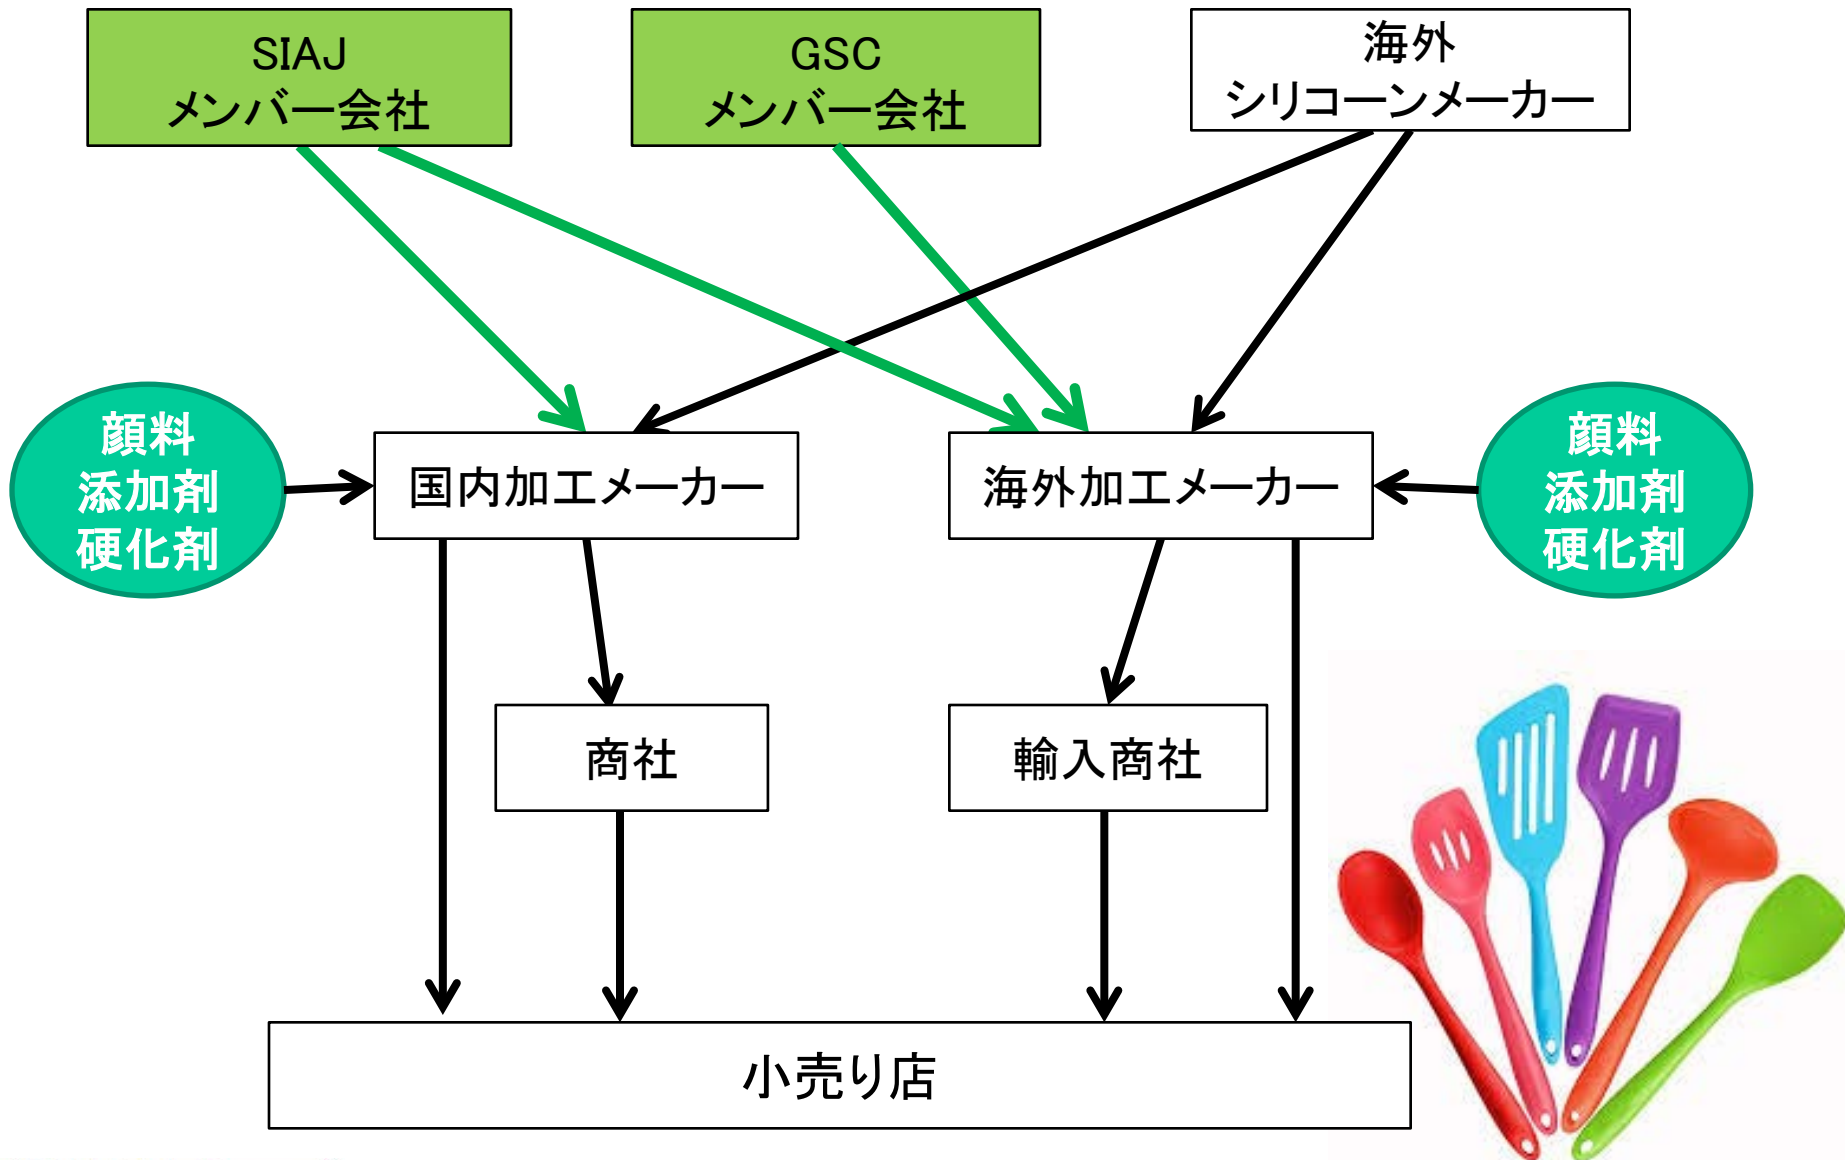 SIAJ
メンバー会社
GSC
メンバー会社
海外
シリコーンメーカー
顔料
添加剤
硬化剤
国内加工メーカー
海外加工メーカー
顔料
添加剤
硬化剤
商社
輸入商社
小売り店